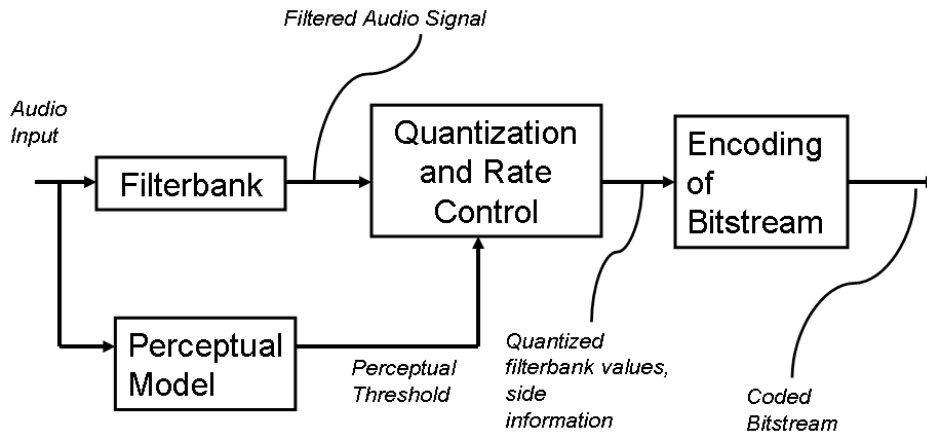 Filtered Audio Signal
Audio
Input
Filterbank
Quantization
and Rate
Control
Encoding
of
Bitstream
Perceptual
Model
Perceptual
Threshold
Quantized
filterbank values,
side
information
Coded
Bitstream